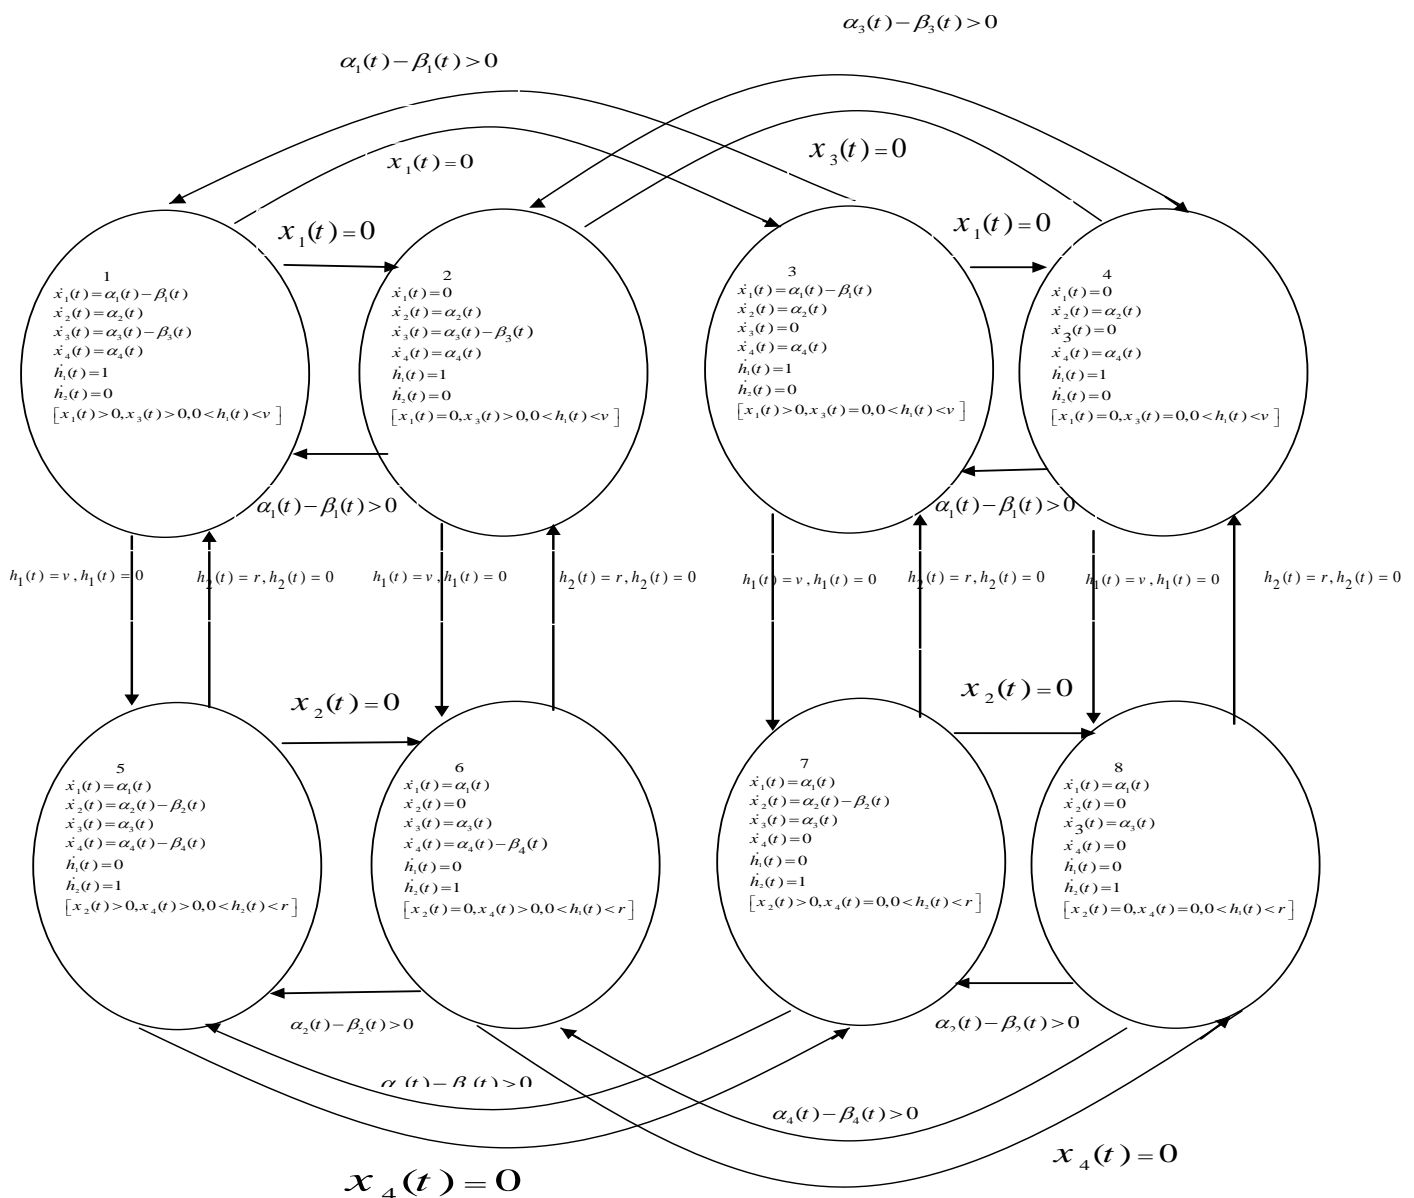 α₃(t)−β₃(t)>0
α₁(t)−β₁(t)>0
x₁(t)=0
x₃(t)=0
x₁(t)=0
x₁(t)=0
1
ẋ₁(t)=α₁(t)−β₁(t)
ẋ₂(t)=α₂(t)
ẋ₃(t)=α₃(t)−β₃(t)
ẋ₄(t)=α₄(t)
ḣ₁(t)=1
ḣ₂(t)=0
[x₁(t)>0,x₃(t)>0,0<h₁(t)<v]
2
ẋ₁(t)=0
ẋ₂(t)=α₂(t)
ẋ₃(t)=α₃(t)−β₃(t)
ẋ₄(t)=α₄(t)
ḣ₁(t)=1
ḣ₂(t)=0
[x₁(t)=0,x₃(t)>0,0<h₁(t)<v]
3
ẋ₁(t)=α₁(t)−β₁(t)
ẋ₂(t)=α₂(t)
ẋ₃(t)=0
ẋ₄(t)=α₄(t)
ḣ₁(t)=1
ḣ₂(t)=0
[x₁(t)>0,x₃(t)=0,0<h₁(t)<v]
4
ẋ₁(t)=0
ẋ₂(t)=α₂(t)
ẋ₃(t)=0
ẋ₄(t)=α₄(t)
ḣ₁(t)=1
ḣ₂(t)=0
[x₁(t)=0,x₃(t)=0,0<h₁(t)<v]
α₁(t)−β₁(t)>0
α₁(t)−β₁(t)>0
h₁(t)=v,h₁(t)=0
h₂(t)=r,h₂(t)=0
h₁(t)=v,h₁(t)=0
h₂(t)=r,h₂(t)=0
h₁(t)=v,h₁(t)=0
h₂(t)=r,h₂(t)=0
h₁(t)=v,h₁(t)=0
h₂(t)=r,h₂(t)=0
x₂(t)=0
x₂(t)=0
5
ẋ₁(t)=α₁(t)
ẋ₂(t)=α₂(t)−β₂(t)
ẋ₃(t)=α₃(t)
ẋ₄(t)=α₄(t)−β₄(t)
ḣ₁(t)=0
ḣ₂(t)=1
[x₂(t)>0,x₄(t)>0,0<h₂(t)<r]
6
ẋ₁(t)=α₁(t)
ẋ₂(t)=0
ẋ₃(t)=α₃(t)
ẋ₄(t)=α₄(t)−β₄(t)
ḣ₁(t)=0
ḣ₂(t)=1
[x₂(t)=0,x₄(t)>0,0<h₁(t)<r]
7
ẋ₁(t)=α₁(t)
ẋ₂(t)=α₂(t)−β₂(t)
ẋ₃(t)=α₃(t)
ẋ₄(t)=0
ḣ₁(t)=0
ḣ₂(t)=1
[x₂(t)>0,x₄(t)=0,0<h₂(t)<r]
8
ẋ₁(t)=α₁(t)
ẋ₂(t)=0
ẋ₃(t)=α₃(t)
ẋ₄(t)=0
ḣ₁(t)=0
ḣ₂(t)=1
[x₂(t)=0,x₄(t)=0,0<h₁(t)<r]
α₂(t)−β₂(t)>0
α₂(t)−β₂(t)>0
α (t)−β (t)>0
α₄(t)−β₄(t)>0
x₄(t)=0
x₄(t)=0